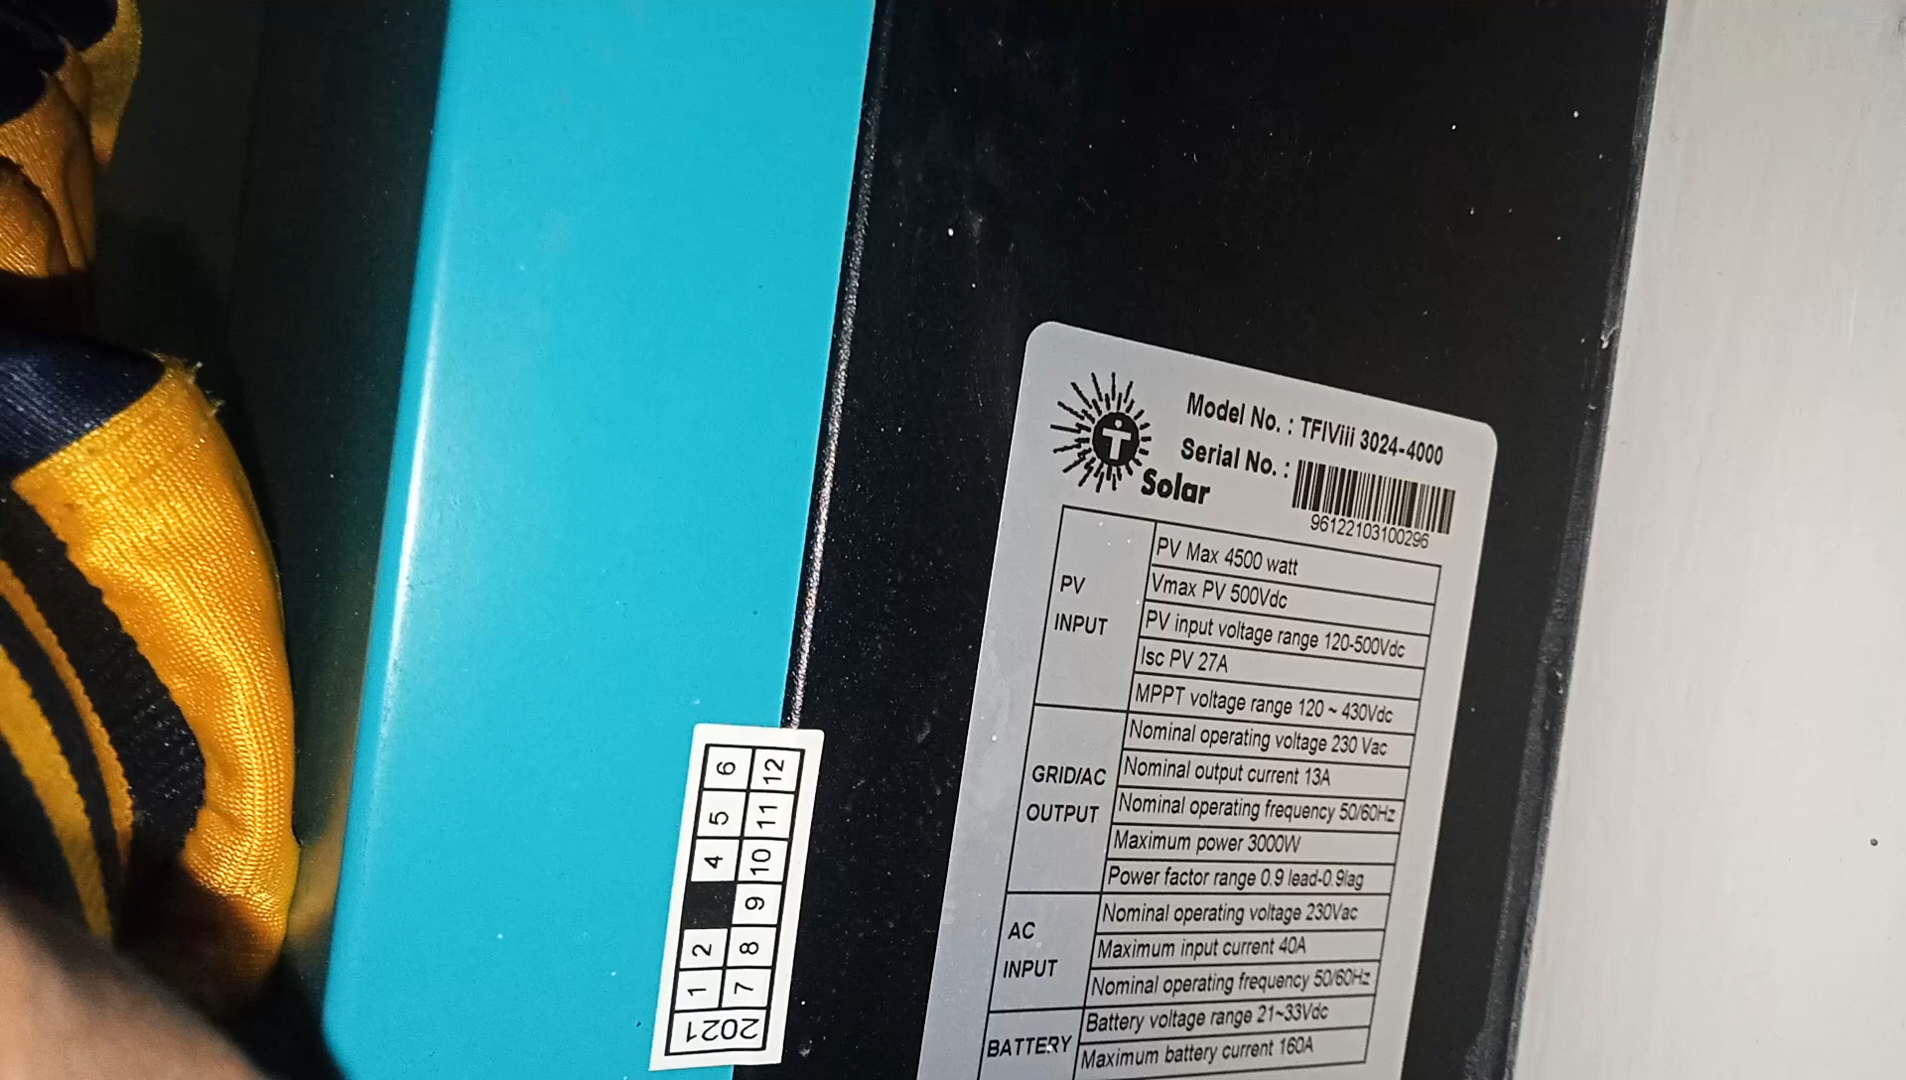 Solar
Model No. : TFIViii 3024-4000
Serial No. :
96122103100296
PV INPUT
PV Max 4500 watt
Vmax PV 500Vdc
PV input voltage range 120-500Vdc
Isc PV 27A
MPPT voltage range 120 ~ 430Vdc
GRID/AC OUTPUT
Nominal operating voltage 230 Vac
Nominal output current 13A
Nominal operating frequency 50/60Hz
Maximum power 3000W
Power factor range 0.9 lead-0.9lag
AC INPUT
Nominal operating voltage 230Vac
Maximum input current 40A
Nominal operating frequency 50/60Hz
BATTERY
Battery voltage range 21~33Vdc
Maximum battery current 160A
2021
1 2 4 5 6
7 8 9 10 11 12